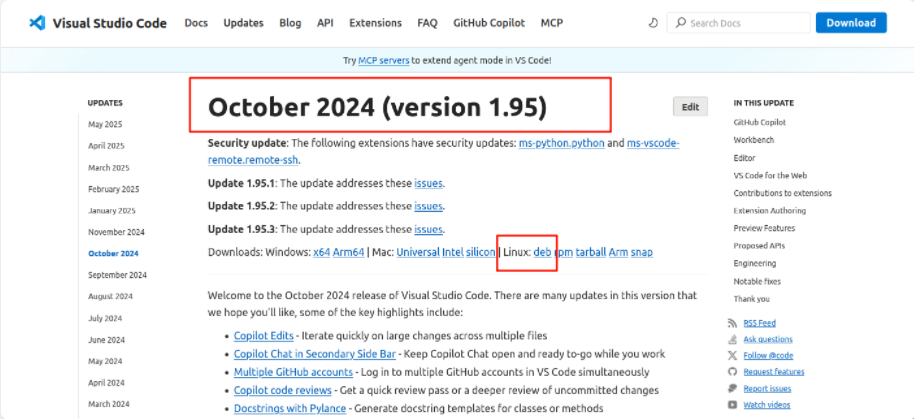 Visual Studio Code Docs Updates Blog API Extensions FAQ GitHub Copilot MCP Search Docs Download
Try MCP servers to extend agent mode in VS Code!
UPDATES
May 2025
April 2025
March 2025
February 2025
January 2025
November 2024
October 2024
September 2024
August 2024
July 2024
June 2024
May 2024
April 2024
March 2024
October 2024 (version 1.95)
Edit
Security update: The following extensions have security updates: ms-python.python and ms-vscode-
remote.remote-ssh.
Update 1.95.1: The update addresses these issues.
Update 1.95.2: The update addresses these issues.
Update 1.95.3: The update addresses these issues.
Downloads: Windows: x64 Arm64 | Mac: Universal Intel silicon | Linux: deb rpm tarball Arm snap
Welcome to the October 2024 release of Visual Studio Code. There are many updates in this version that
we hope you'll like, some of the key highlights include:
• Copilot Edits - Iterate quickly on large changes across multiple files
• Copilot Chat in Secondary Side Bar - Keep Copilot Chat open and ready to-go while you work
• Multiple GitHub accounts - Log in to multiple GitHub accounts in VS Code simultaneously
• Copilot code reviews - Get a quick review pass or a deeper review of uncommitted changes
• Docstrings with Pylance - Generate docstring templates for classes or methods
IN THIS UPDATE
GitHub Copilot
Workbench
Editor
VS Code for the Web
Contributions to extensions
Extension Authoring
Preview Features
Proposed APIs
Engineering
Notable fixes
Thank you
RSS Feed
Ask questions
Follow @code
Request features
Report issues
Watch videos